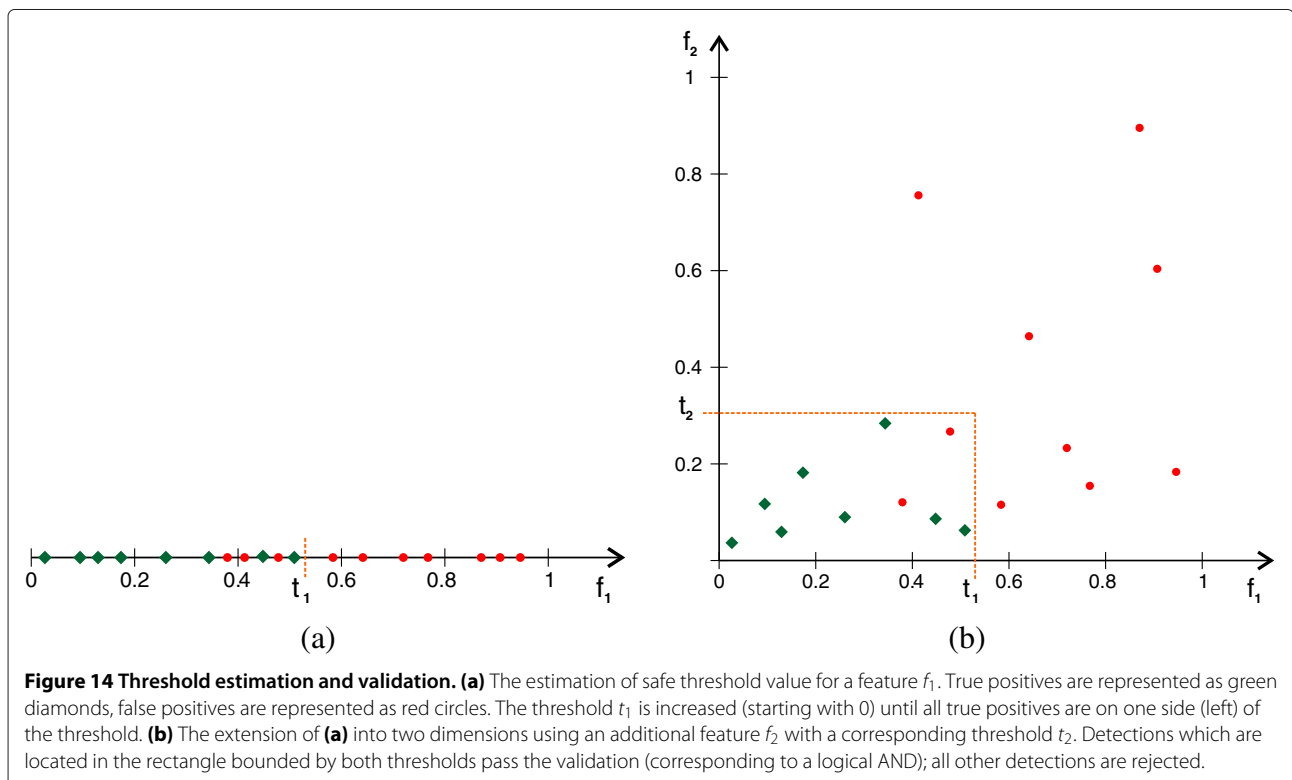 f₂
1
0.8
0.6
0.4
t₂
0.2
0 0.2 0.4 0.6 0.8 1
t₁ f₁
(a)
0 0.2 0.4 0.6 0.8 1
t₁ f₁
(b)
Figure 14 Threshold estimation and validation. (a) The estimation of safe threshold value for a feature f₁. True positives are represented as green
diamonds, false positives are represented as red circles. The threshold t₁ is increased (starting with 0) until all true positives are on one side (left) of
the threshold. (b) The extension of (a) into two dimensions using an additional feature f₂ with a corresponding threshold t₂. Detections which are
located in the rectangle bounded by both thresholds pass the validation (corresponding to a logical AND); all other detections are rejected.